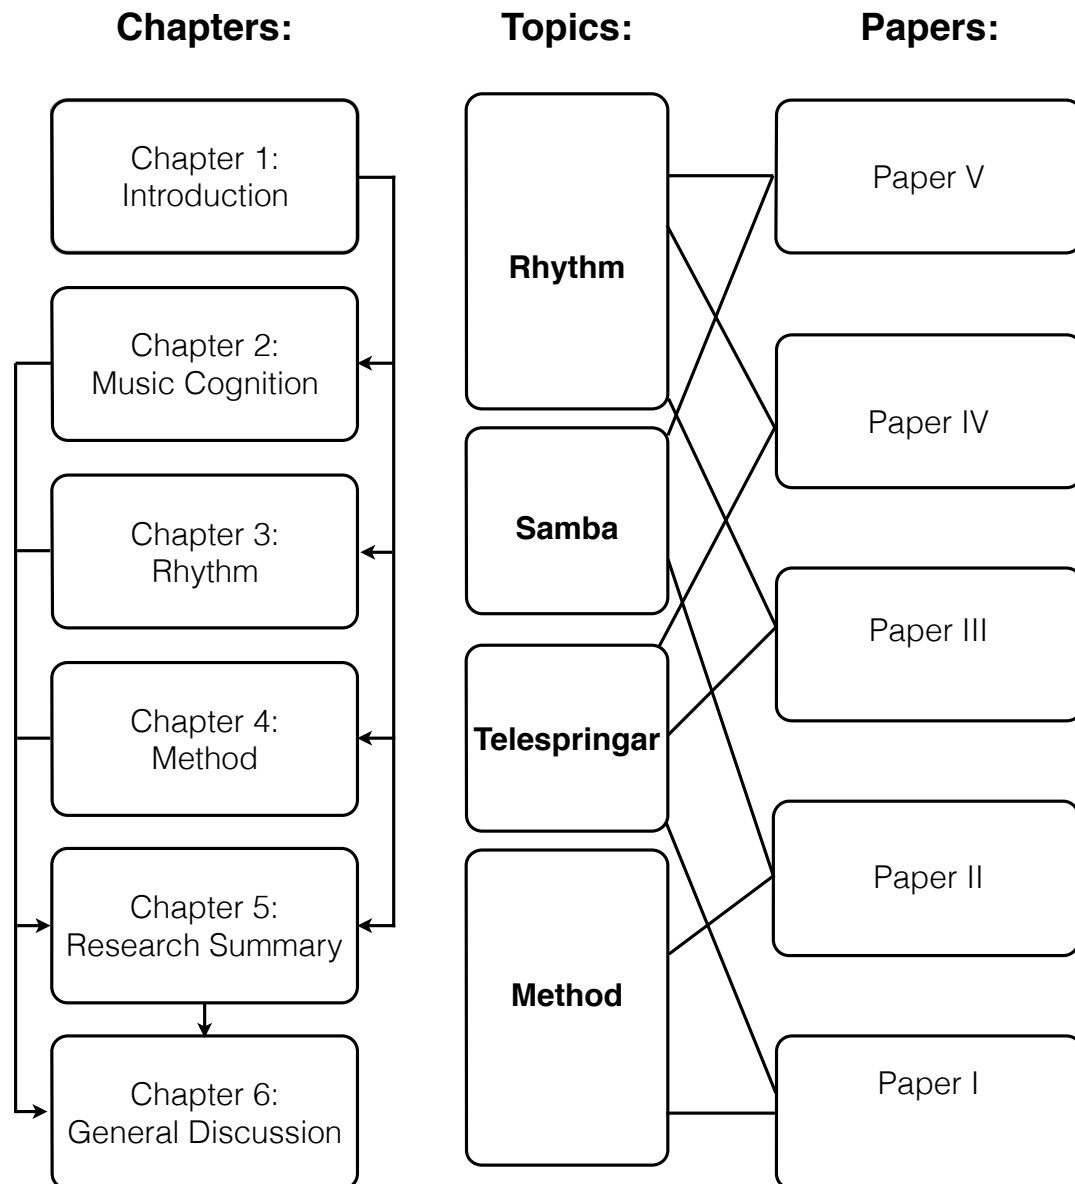 Chapters:
Topics:
Papers:
Chapter 1:
Introduction
Chapter 2:
Music Cognition
Chapter 3:
Rhythm
Chapter 4:
Method
Chapter 5:
Research Summary
Chapter 6:
General Discussion
Rhythm
Samba
Telespringar
Method
Paper V
Paper IV
Paper III
Paper II
Paper I